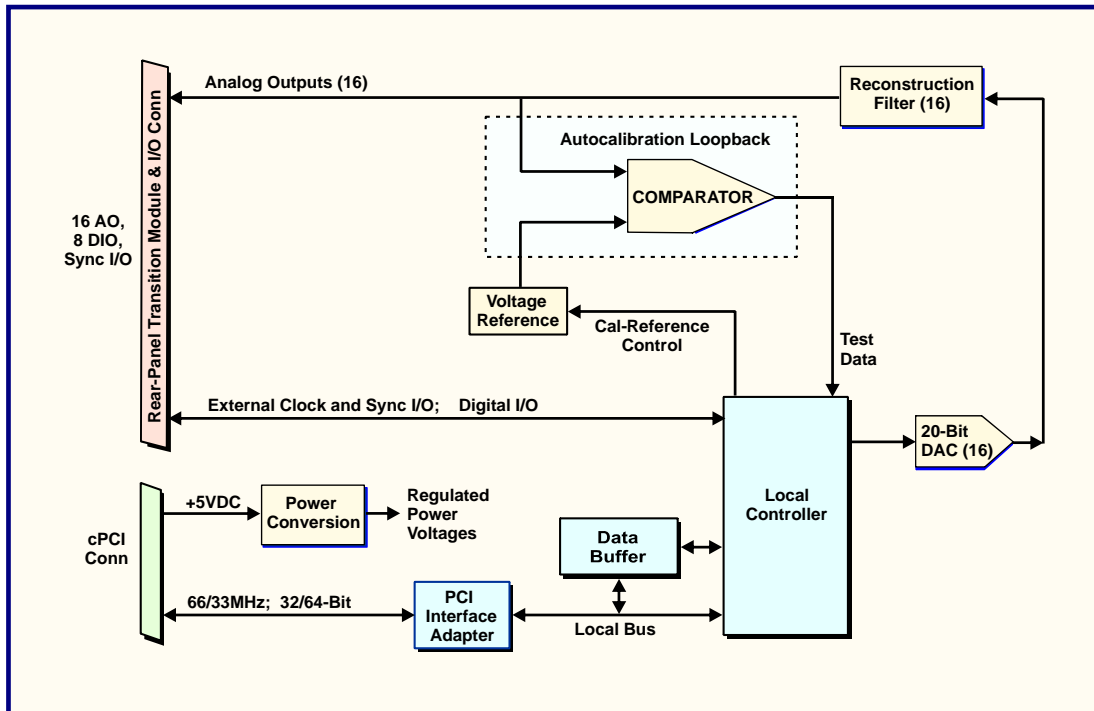 Analog Outputs (16)
Reconstruction
Filter (16)
Autocalibration Loopback
COMPARATOR
Rear-Panel Transition Module & I/O Conn
16 AO,
8 DIO,
Sync I/O
Voltage
Reference
Cal-Reference
Control
Test
Data
External Clock and Sync I/O;    Digital I/O
20-Bit
DAC (16)
Local
Controller
+5VDC
Power
Conversion
Regulated
Power
Voltages
cPCI
Conn
Data
Buffer
66/33MHz;  32/64-Bit
PCI
Interface
Adapter
Local Bus